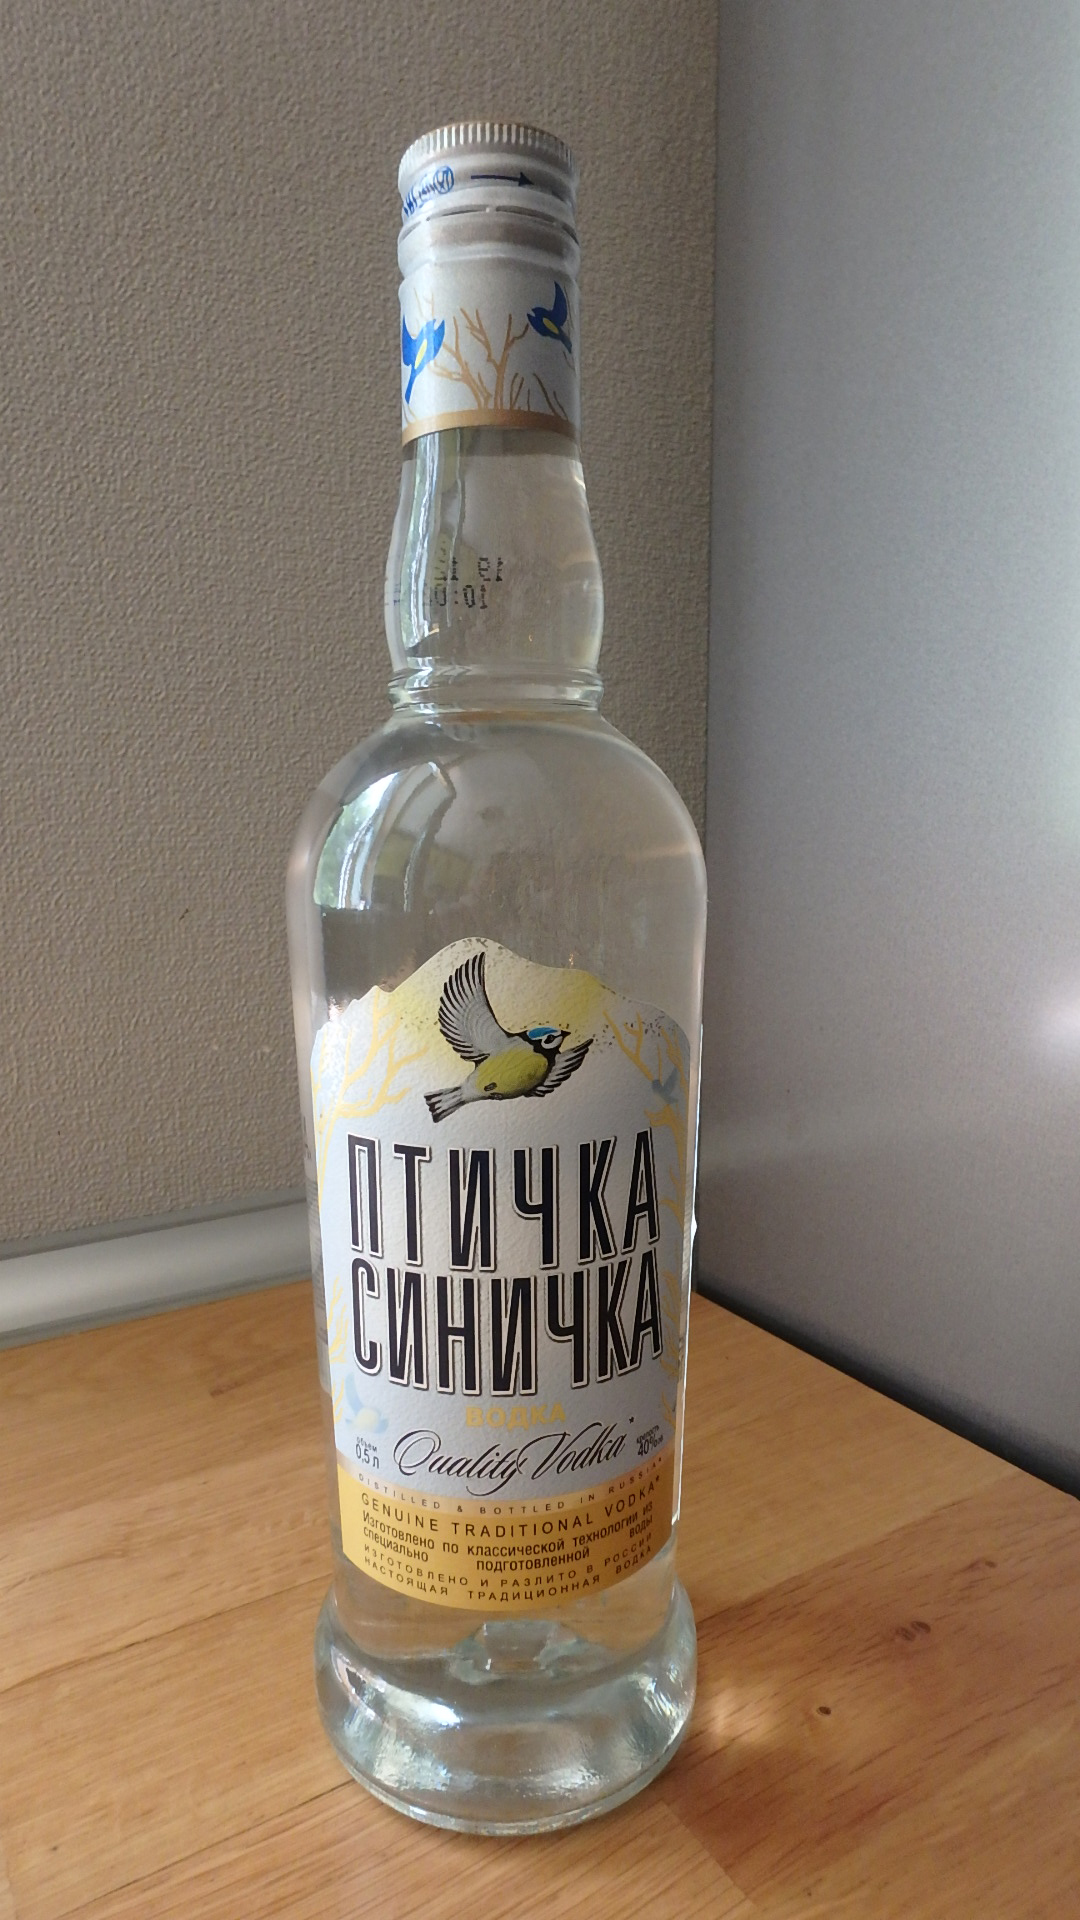 ПТИЧКА
СИНИЧКА
ВОДКА
Quality Vodka*
объем
0,5 л
крепость
40%об
DISTILLED & BOTTLED IN RUSSIA*
GENUINE TRADITIONAL VODKA*
Изготовлено по классической технологии из
специально подготовленной воды
ИЗГОТОВЛЕНО И РАЗЛИТО В РОССИИ
НАСТОЯЩАЯ ТРАДИЦИОННАЯ ВОДКА